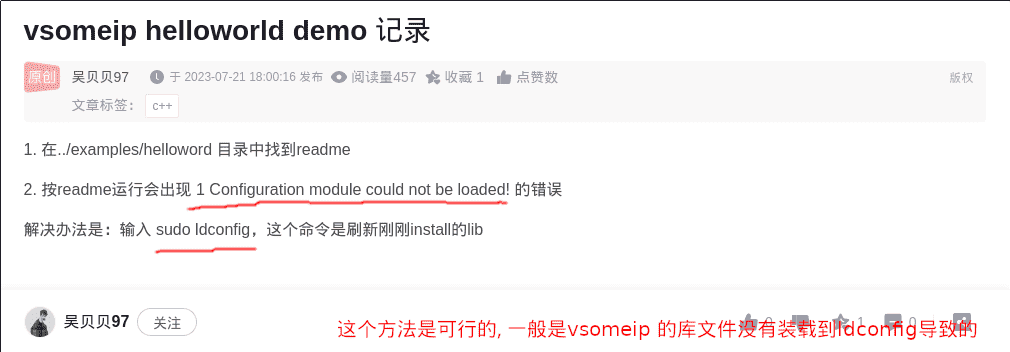 vsomeip helloworld demo 记录
原创 吴贝贝97 于 2023-07-21 18:00:16 发布 阅读量457 收藏 1 点赞数 版权
文章标签: c++
1. 在../examples/helloword 目录中找到readme
2. 按readme运行会出现 1 Configuration module could not be loaded! 的错误
解决办法是：输入 sudo ldconfig，这个命令是刷新刚刚install的lib
吴贝贝97 关注 0 1 0
这个方法是可行的, 一般是vsomeip 的库文件没有装载到ldconfig导致的